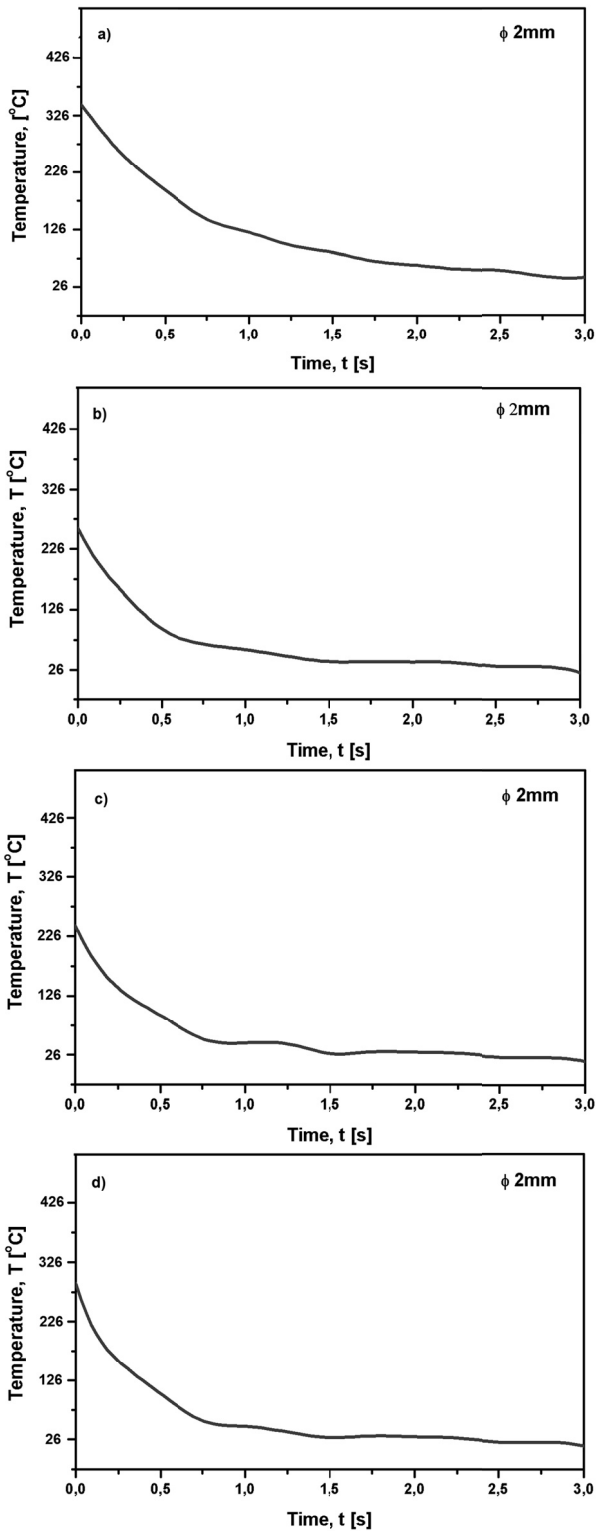 a)
ϕ 2mm
Temperature, [°C]
426
326
226
126
26
0,0 0,5 1,0 1,5 2,0 2,5 3,0
Time, t [s]
b)
ϕ 2mm
Temperature, T [°C]
426
326
226
126
26
0,0 0,5 1,0 1,5 2,0 2,5 3,0
Time, t [s]
c)
ϕ 2mm
Temperature, T [°C]
426
326
226
126
26
0,0 0,5 1,0 1,5 2,0 2,5 3,0
Time, t [s]
d)
ϕ 2mm
Temperature, T [°C]
426
326
226
126
26
0,0 0,5 1,0 1,5 2,0 2,5 3,0
Time, t [s]